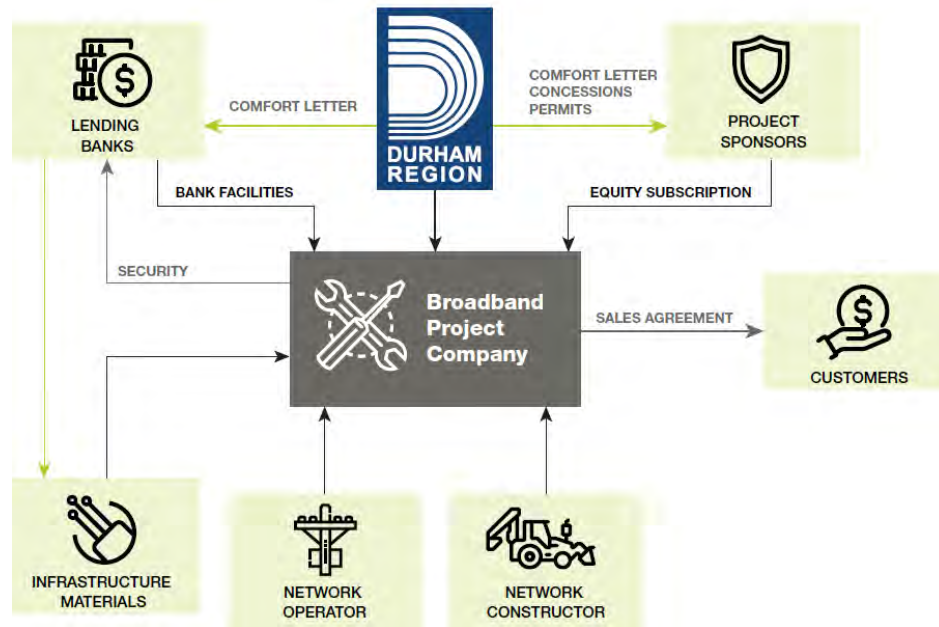 COMFORT LETTER
COMFORT LETTER
CONCESSIONS
PERMITS
LENDING
BANKS
DURHAM
REGION
PROJECT
SPONSORS
BANK FACILITIES
EQUITY SUBSCRIPTION
SECURITY
Broadband
Project
Company
SALES AGREEMENT
CUSTOMERS
INFRASTRUCTURE
MATERIALS
NETWORK
OPERATOR
NETWORK
CONSTRUCTOR